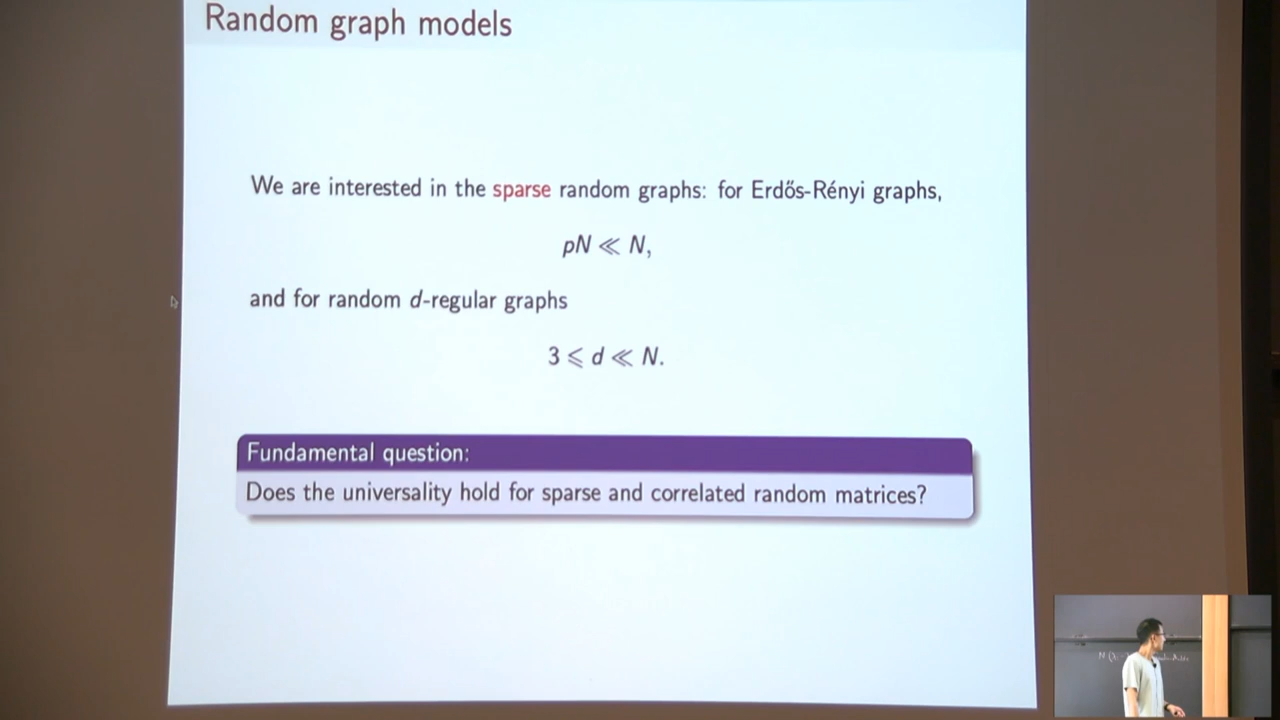 Random graph models
We are interested in the sparse random graphs: for Erdős-Rényi graphs,
pN ≪ N,
and for random d-regular graphs
3 ⩽ d ≪ N.
Fundamental question:
Does the universality hold for sparse and correlated random matrices?